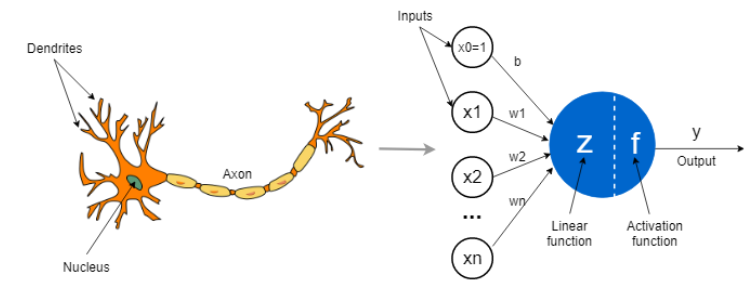 Dendrites
Axon
Nucleus
Inputs
x0=1
b
x1
w1
x2
w2
...
wn
xn
z
f
y
Output
Linear
function
Activation
function